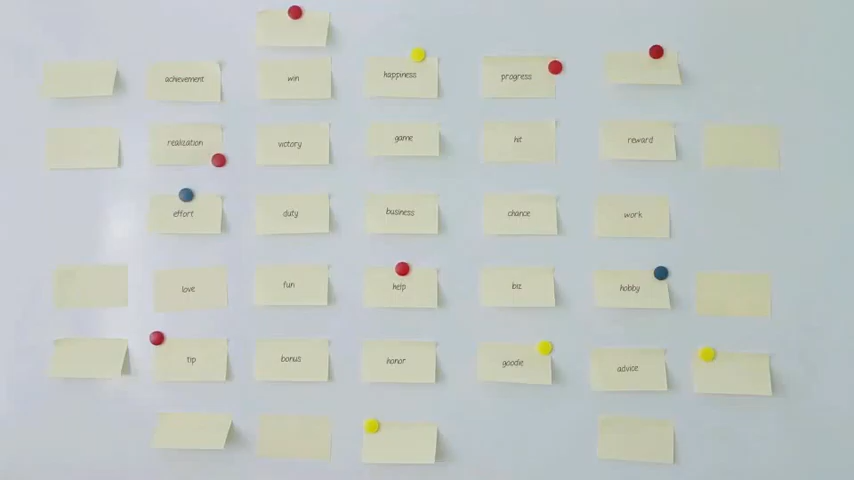 achievement
win
happiness
progress
realization
victory
game
hit
reward
effort
duty
business
chance
work
love
fun
help
biz
hobby
tip
bonus
honor
goodie
advice